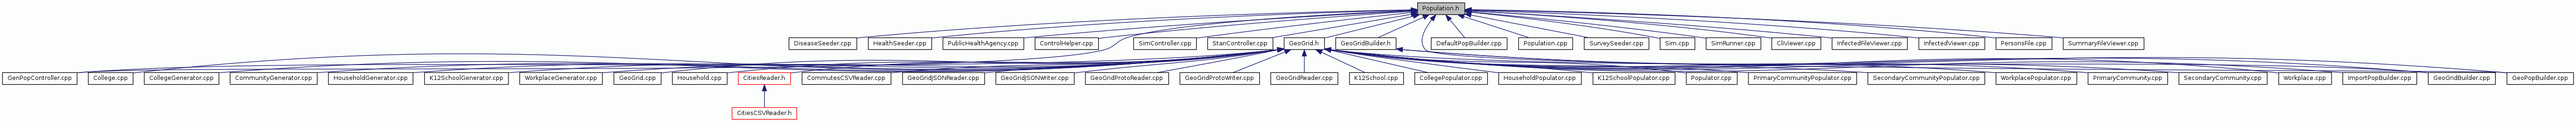 Population.h
DiseaseSeeder.cpp
HealthSeeder.cpp
PublicHealthAgency.cpp
ControlHelper.cpp
SimController.cpp
StanController.cpp
GeoGrid.h
GeoGridBuilder.h
DefaultPopBuilder.cpp
Population.cpp
SurveySeeder.cpp
Sim.cpp
SimRunner.cpp
CliViewer.cpp
InfectedFileViewer.cpp
InfectedViewer.cpp
PersonsFile.cpp
SummaryFileViewer.cpp
GenPopController.cpp
College.cpp
CollegeGenerator.cpp
CommunityGenerator.cpp
HouseholdGenerator.cpp
K12SchoolGenerator.cpp
WorkplaceGenerator.cpp
GeoGrid.cpp
Household.cpp
CitiesReader.h
CommutesCSVReader.cpp
GeoGridJSONReader.cpp
GeoGridJSONWriter.cpp
GeoGridProtoReader.cpp
GeoGridProtoWriter.cpp
GeoGridReader.cpp
K12School.cpp
CollegePopulator.cpp
HouseholdPopulator.cpp
K12SchoolPopulator.cpp
Populator.cpp
PrimaryCommunityPopulator.cpp
SecondaryCommunityPopulator.cpp
WorkplacePopulator.cpp
PrimaryCommunity.cpp
SecondaryCommunity.cpp
Workplace.cpp
ImportPopBuilder.cpp
GeoGridBuilder.cpp
GeoPopBuilder.cpp
CitiesCSVReader.h